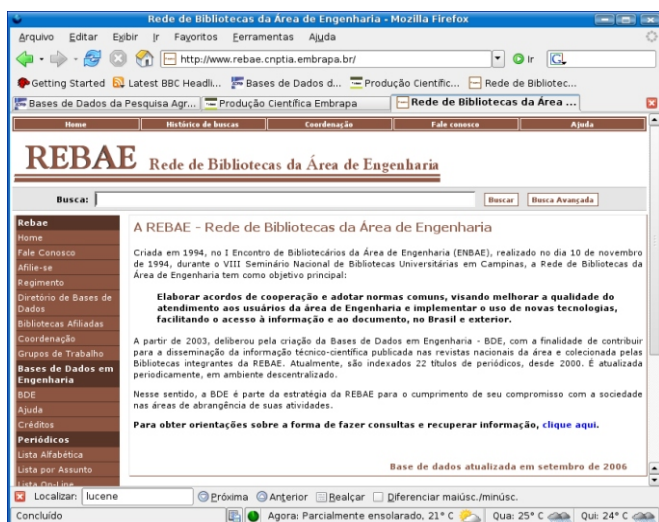 Rede de Bibliotecas da Área de Engenharia - Mozilla Firefox
Arquivo Editar Exibir Ir Favoritos Ferramentas Ajuda
http://www.rebae.cnptia.embrapa.br/ Ir
Getting Started Latest BBC Headli... Bases de Dados d... Produção Científic... Rede de Bibliotec...
Bases de Dados da Pesquisa Agr... Produção Científica Embrapa Rede de Bibliotecas da Área ...
Home Histórico de buscas Coordenação Fale conosco Ajuda
REBAE Rede de Bibliotecas da Área de Engenharia
Busca: Buscar Busca Avançada
Rebae
Home
Fale Conosco
Afilie-se
Regimento
Diretório de Bases de
Dados
Bibliotecas Afiliadas
Coordenação
Grupos de Trabalho
Bases de Dados em
Engenharia
BDE
Ajuda
Créditos
Periódicos
Lista Alfabética
Lista por Assunto
Lista On-Line
A REBAE - Rede de Bibliotecas da Área de Engenharia
Criada em 1994, no I Encontro de Bibliotecários da Área de Engenharia (ENBAE), realizado no dia 10 de novembro
de 1994, durante o VIII Seminário Nacional de Bibliotecas Universitárias em Campinas, a Rede de Bibliotecas da
Área de Engenharia tem como objetivo principal:
Elaborar acordos de cooperação e adotar normas comuns, visando melhorar a qualidade do
atendimento aos usuários da área de Engenharia e implementar o uso de novas tecnologias,
facilitando o acesso à informação e ao documento, no Brasil e exterior.
A partir de 2003, deliberou pela criação da Bases de Dados em Engenharia - BDE, com a finalidade de contribuir
para a disseminação da informação técnico-científica publicada nas revistas nacionais da área e colecionada pelas
Bibliotecas integrantes da REBAE. Atualmente, são indexados 22 títulos de periódicos, desde 2000. É atualizada
periodicamente, em ambiente descentralizado.
Nesse sentido, a BDE é parte da estratégia da REBAE para o cumprimento de seu compromisso com a sociedade
nas áreas de abrangência de suas atividades.
Para obter orientações sobre a forma de fazer consultas e recuperar informação, clique aqui.
Base de dados atualizada em setembro de 2006
Localizar: lucene Próxima Anterior Realçar Diferenciar maiúsc./minúsc.
Concluído Agora: Parcialmente ensolarado, 21° C Qua: 25° C Qui: 24° C